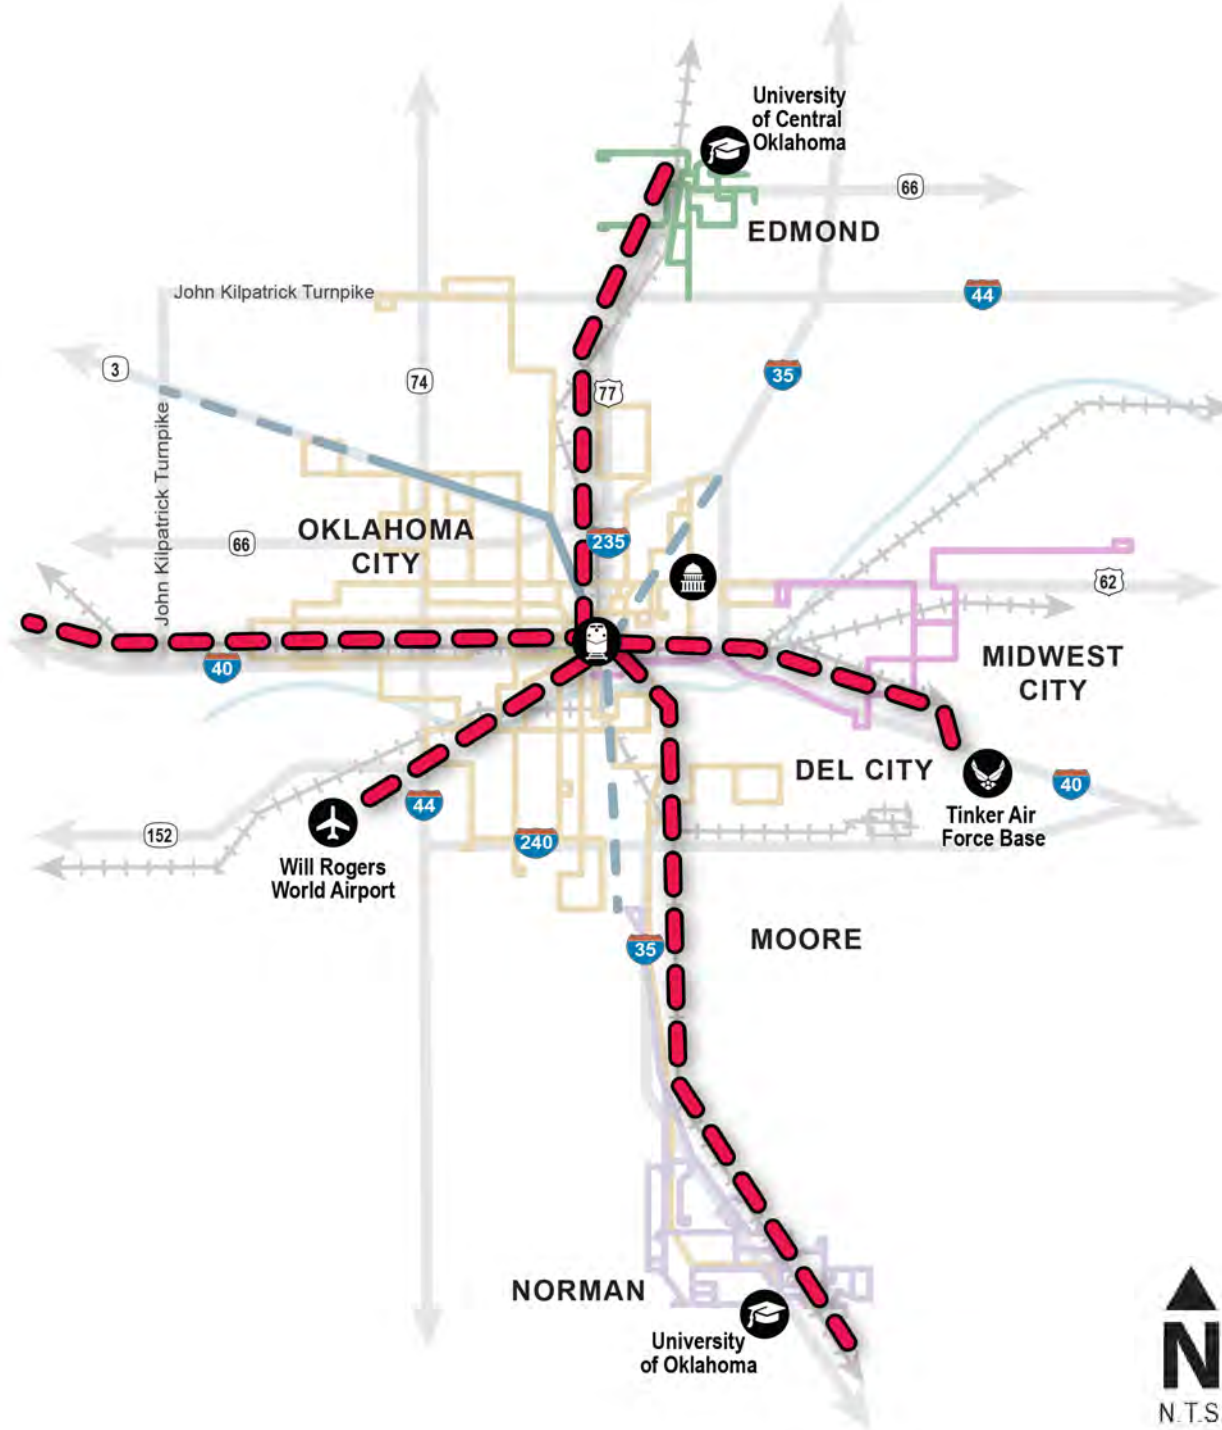 University
of Central
Oklahoma
66
EDMOND
John Kilpatrick Turnpike
44
3
74
77
35
John Kilpatrick Turnpike
OKLAHOMA
CITY
66
235
62
40
MIDWEST
CITY
DEL CITY
40
44
Tinker Air
Force Base
152
240
Will Rogers
World Airport
MOORE
35
NORMAN
University
of Oklahoma
N
N.T.S